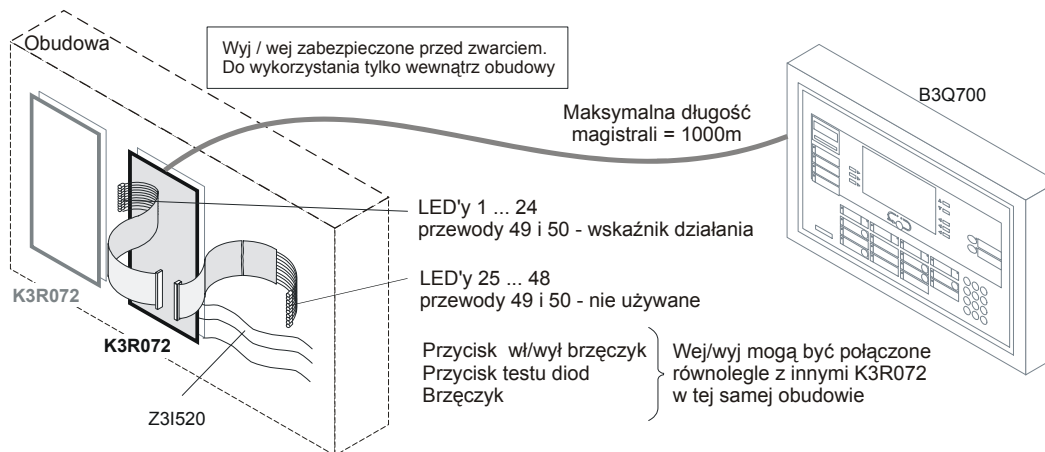 Obudowa
Wyj / wej zabezpieczone przed zwarciem.
Do wykorzystania tylko wewnątrz obudowy
B3Q700
Maksymalna długość
magistrali = 1000m
LED'y 1 ... 24
przewody 49 i 50 - wskaźnik działania
LED'y 25 ... 48
przewody 49 i 50 - nie używane
K3R072
K3R072
Przycisk wł/wył brzęczyk
Przycisk testu diod
Brzęczyk
Wej/wyj mogą być połączone
równolegle z innymi K3R072
w tej samej obudowie
Z3I520